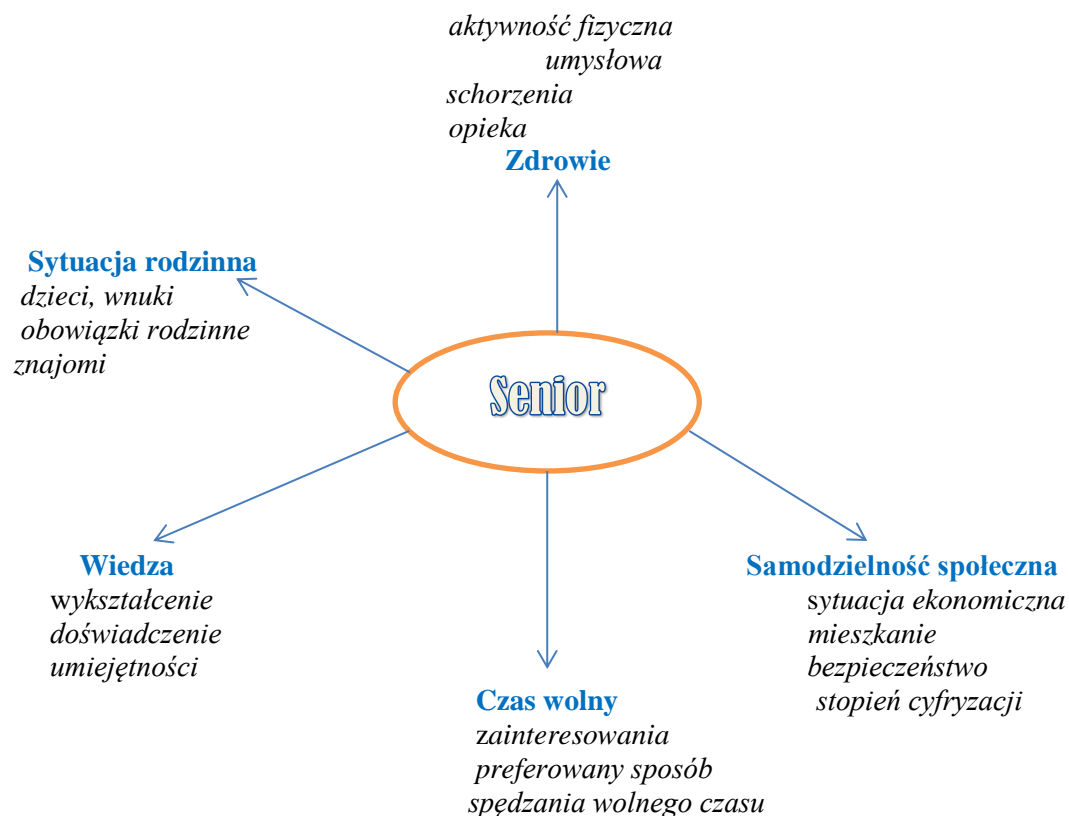 aktywność fizyczna
umysłowa
schorzenia
opieka
Zdrowie
Sytuacja rodzinna
dzieci, wnuki
obowiązki rodzinne
znajomi
Senior
Wiedza
wykształcenie
doświadczenie
umiejętności
Czas wolny
zainteresowania
preferowany sposób
spędzania wolnego czasu
Samodzielność społeczna
sytuacja ekonomiczna
mieszkanie
bezpieczeństwo
stopień cyfryzacji